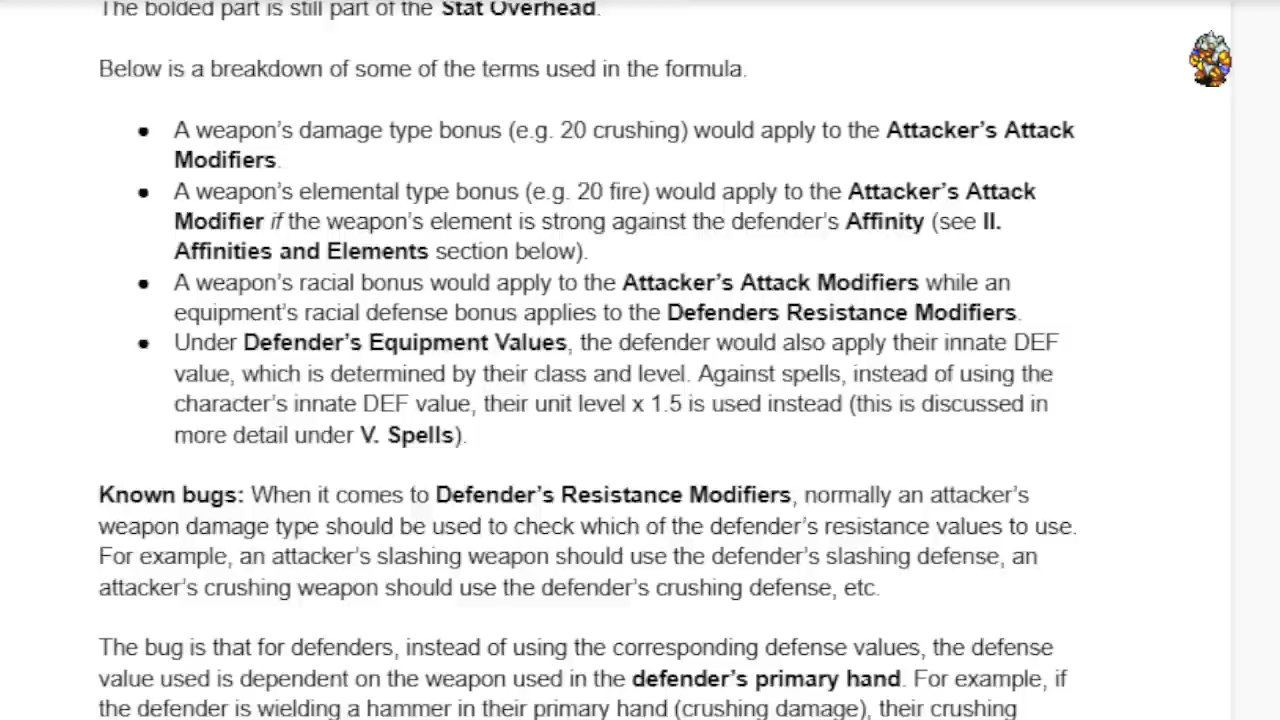 The bolded part is still part of the Stat Overhead.
Below is a breakdown of some of the terms used in the formula.
● A weapon's damage type bonus (e.g. 20 crushing) would apply to the Attacker's Attack
Modifiers.
● A weapon's elemental type bonus (e.g. 20 fire) would apply to the Attacker's Attack
Modifier if the weapon's element is strong against the defender's Affinity (see II.
Affinities and Elements section below).
● A weapon's racial bonus would apply to the Attacker's Attack Modifiers while an
equipment's racial defense bonus applies to the Defenders Resistance Modifiers.
● Under Defender's Equipment Values, the defender would also apply their innate DEF
value, which is determined by their class and level. Against spells, instead of using the
character's innate DEF value, their unit level x 1.5 is used instead (this is discussed in
more detail under V. Spells).
Known bugs: When it comes to Defender's Resistance Modifiers, normally an attacker's
weapon damage type should be used to check which of the defender's resistance values to use.
For example, an attacker's slashing weapon should use the defender's slashing defense, an
attacker's crushing weapon should use the defender's crushing defense, etc.
The bug is that for defenders, instead of using the corresponding defense values, the defense
value used is dependent on the weapon used in the defender's primary hand. For example, if
the defender is wielding a hammer in their primary hand (crushing damage), their crushing